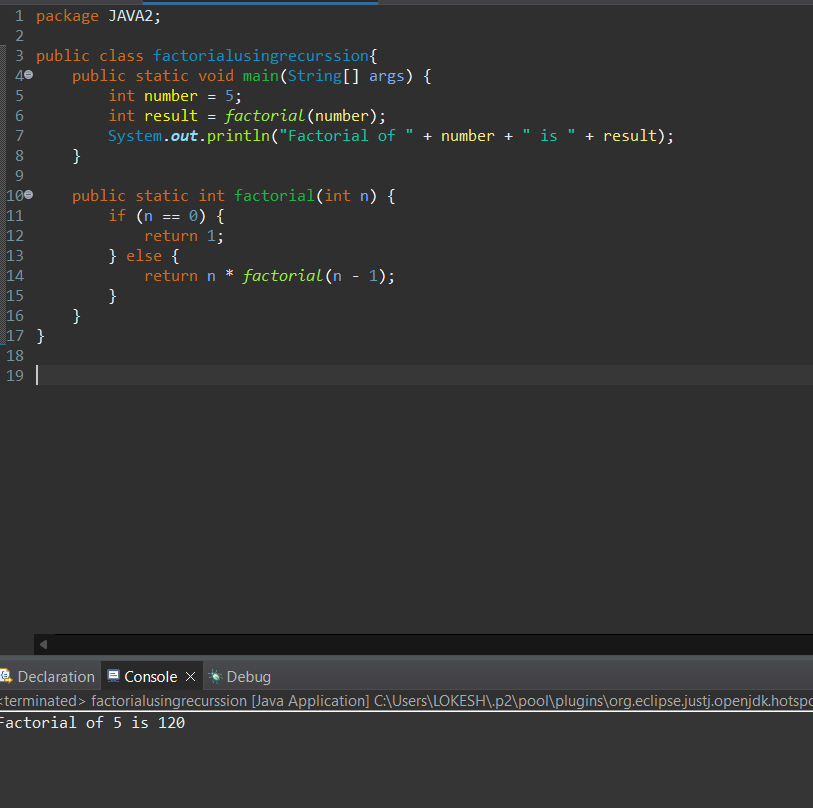 1 package JAVA2;
2
3 public class factorialusingrecurssion{
4 public static void main(String[] args) {
5 int number = 5;
6 int result = factorial(number);
7 System.out.println("Factorial of " + number + " is " + result);
8 }
9
10 public static int factorial(int n) {
11 if (n == 0) {
12 return 1;
13 } else {
14 return n * factorial(n - 1);
15 }
16 }
17 }
18
19
Declaration Console Debug
<terminated> factorialusingrecurssion [Java Application] C:\Users\LOKESH\.p2\pool\plugins\org.eclipse.justj.openjdk.hotspo
Factorial of 5 is 120